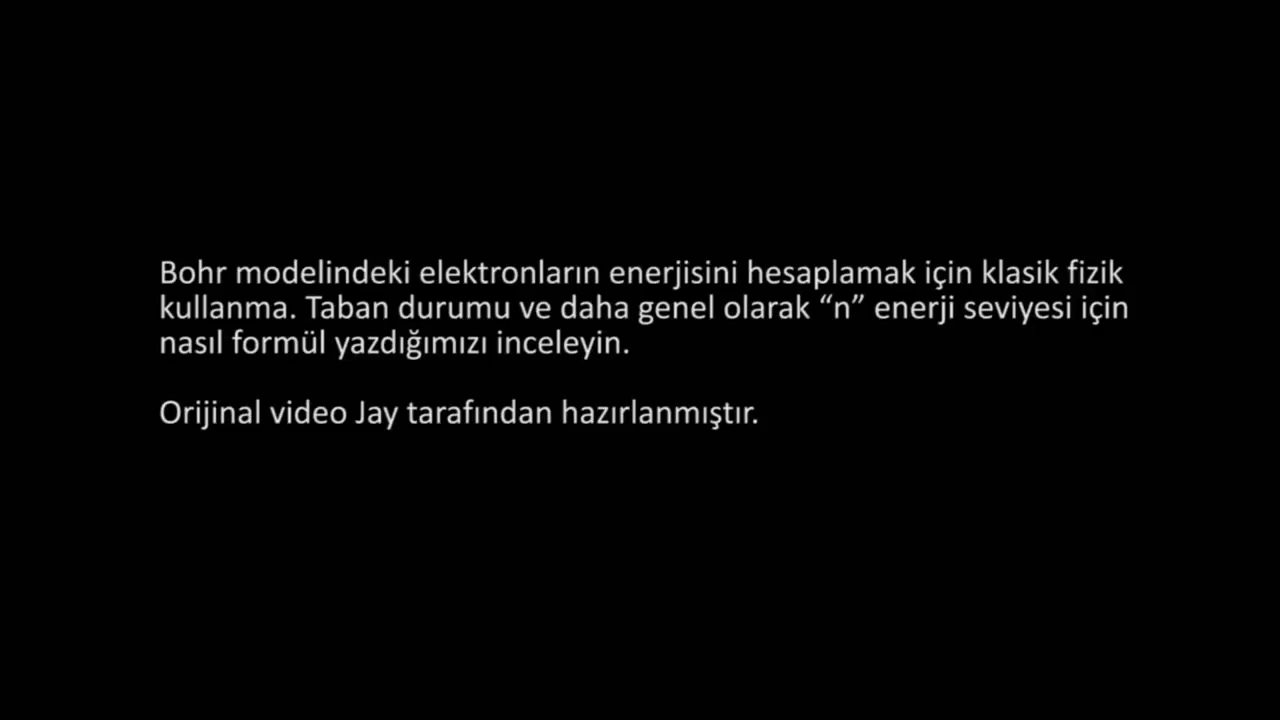 Bohr modelindeki elektronların enerjisini hesaplamak için klasik fizik
kullanma. Taban durumu ve daha genel olarak “n” enerji seviyesi için
nasıl formül yazdığımızı inceleyin.
Orijinal video Jay tarafından hazırlanmıştır.